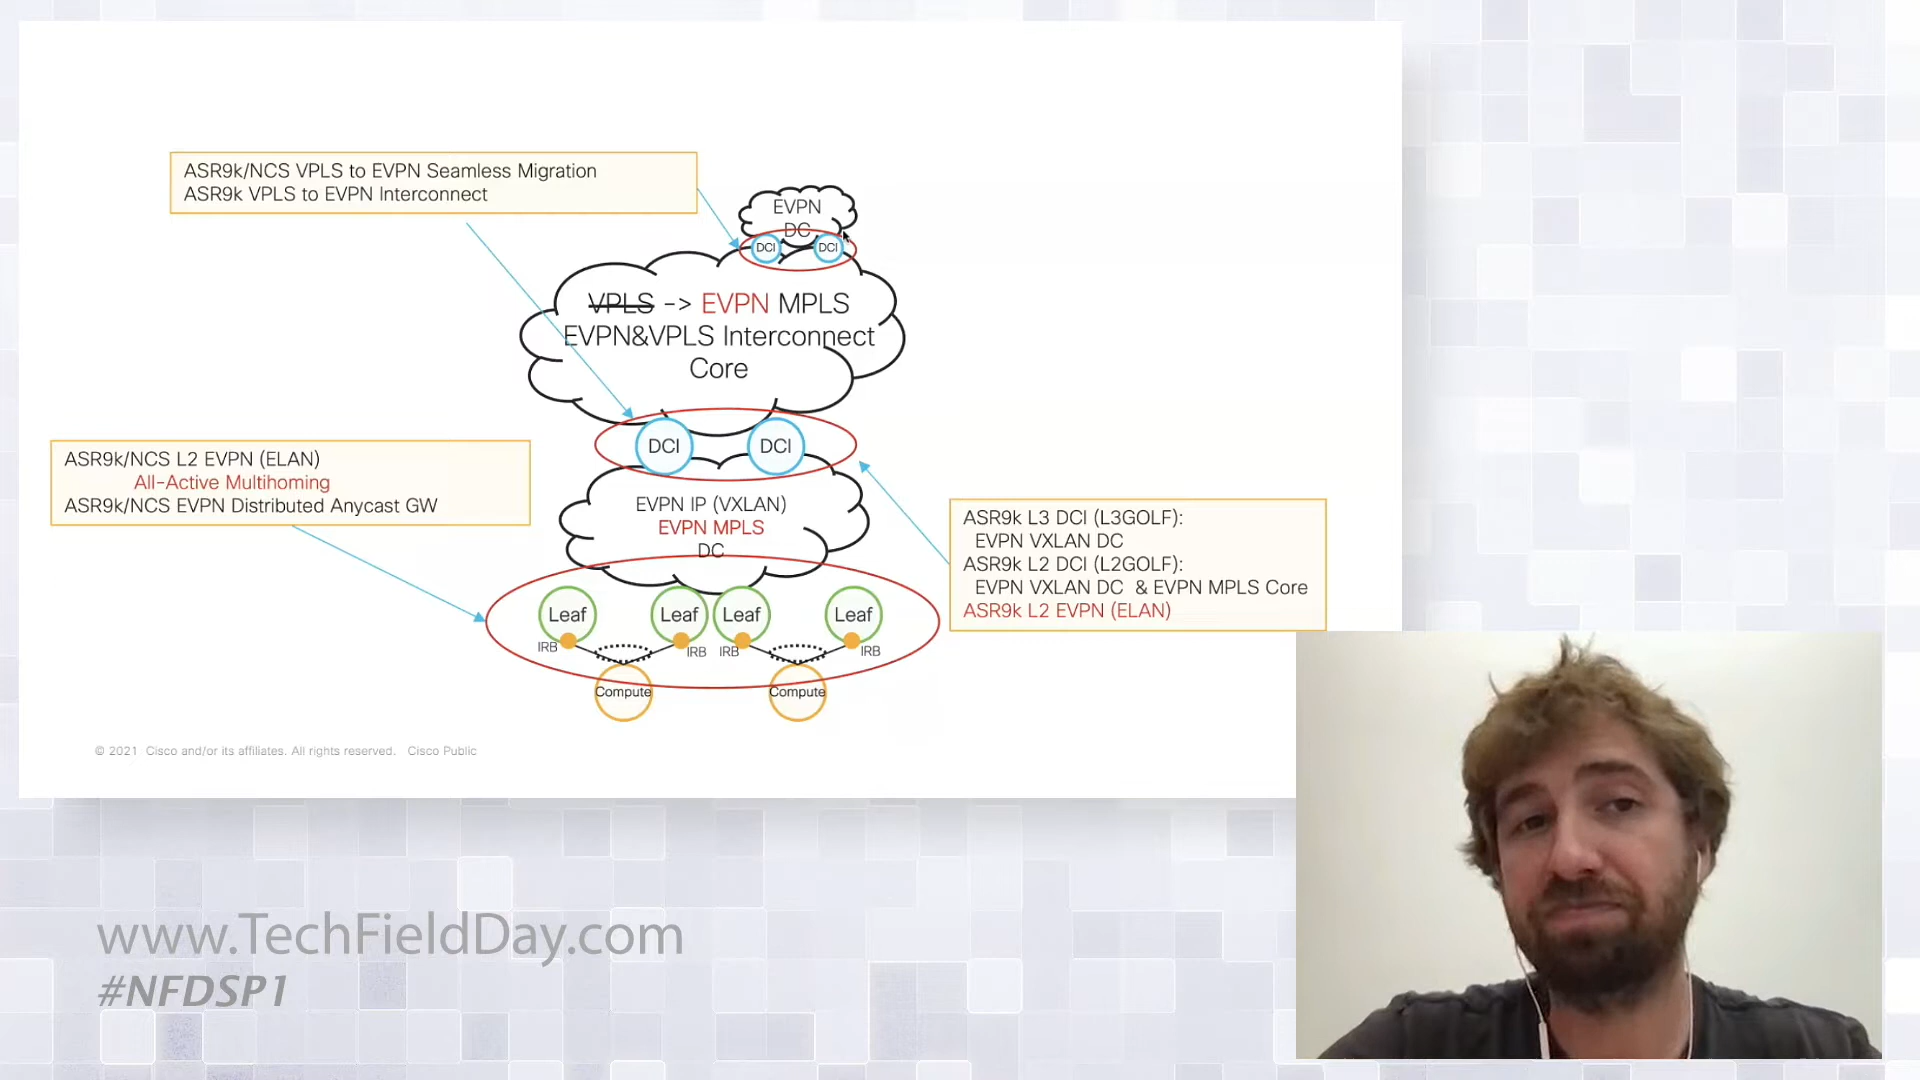 ASR9k/NCS VPLS to EVPN Seamless Migration
ASR9k VPLS to EVPN Interconnect
EVPN
DC
DCI
DCI
VPLS -> EVPN MPLS
EVPN&VPLS Interconnect
Core
DCI
DCI
ASR9k/NCS L2 EVPN (ELAN)
All-Active Multihoming
ASR9k/NCS EVPN Distributed Anycast GW
EVPN IP (VXLAN)
EVPN MPLS
DC
ASR9k L3 DCI (L3GOLF):
EVPN VXLAN DC
ASR9k L2 DCI (L2GOLF):
EVPN VXLAN DC & EVPN MPLS Core
ASR9k L2 EVPN (ELAN)
Leaf
Leaf
Leaf
Leaf
IRB
IRB
IRB
IRB
Compute
Compute
© 2021 Cisco and/or its affiliates. All rights reserved. Cisco Public
www.TechFieldDay.com
#NFDSP1